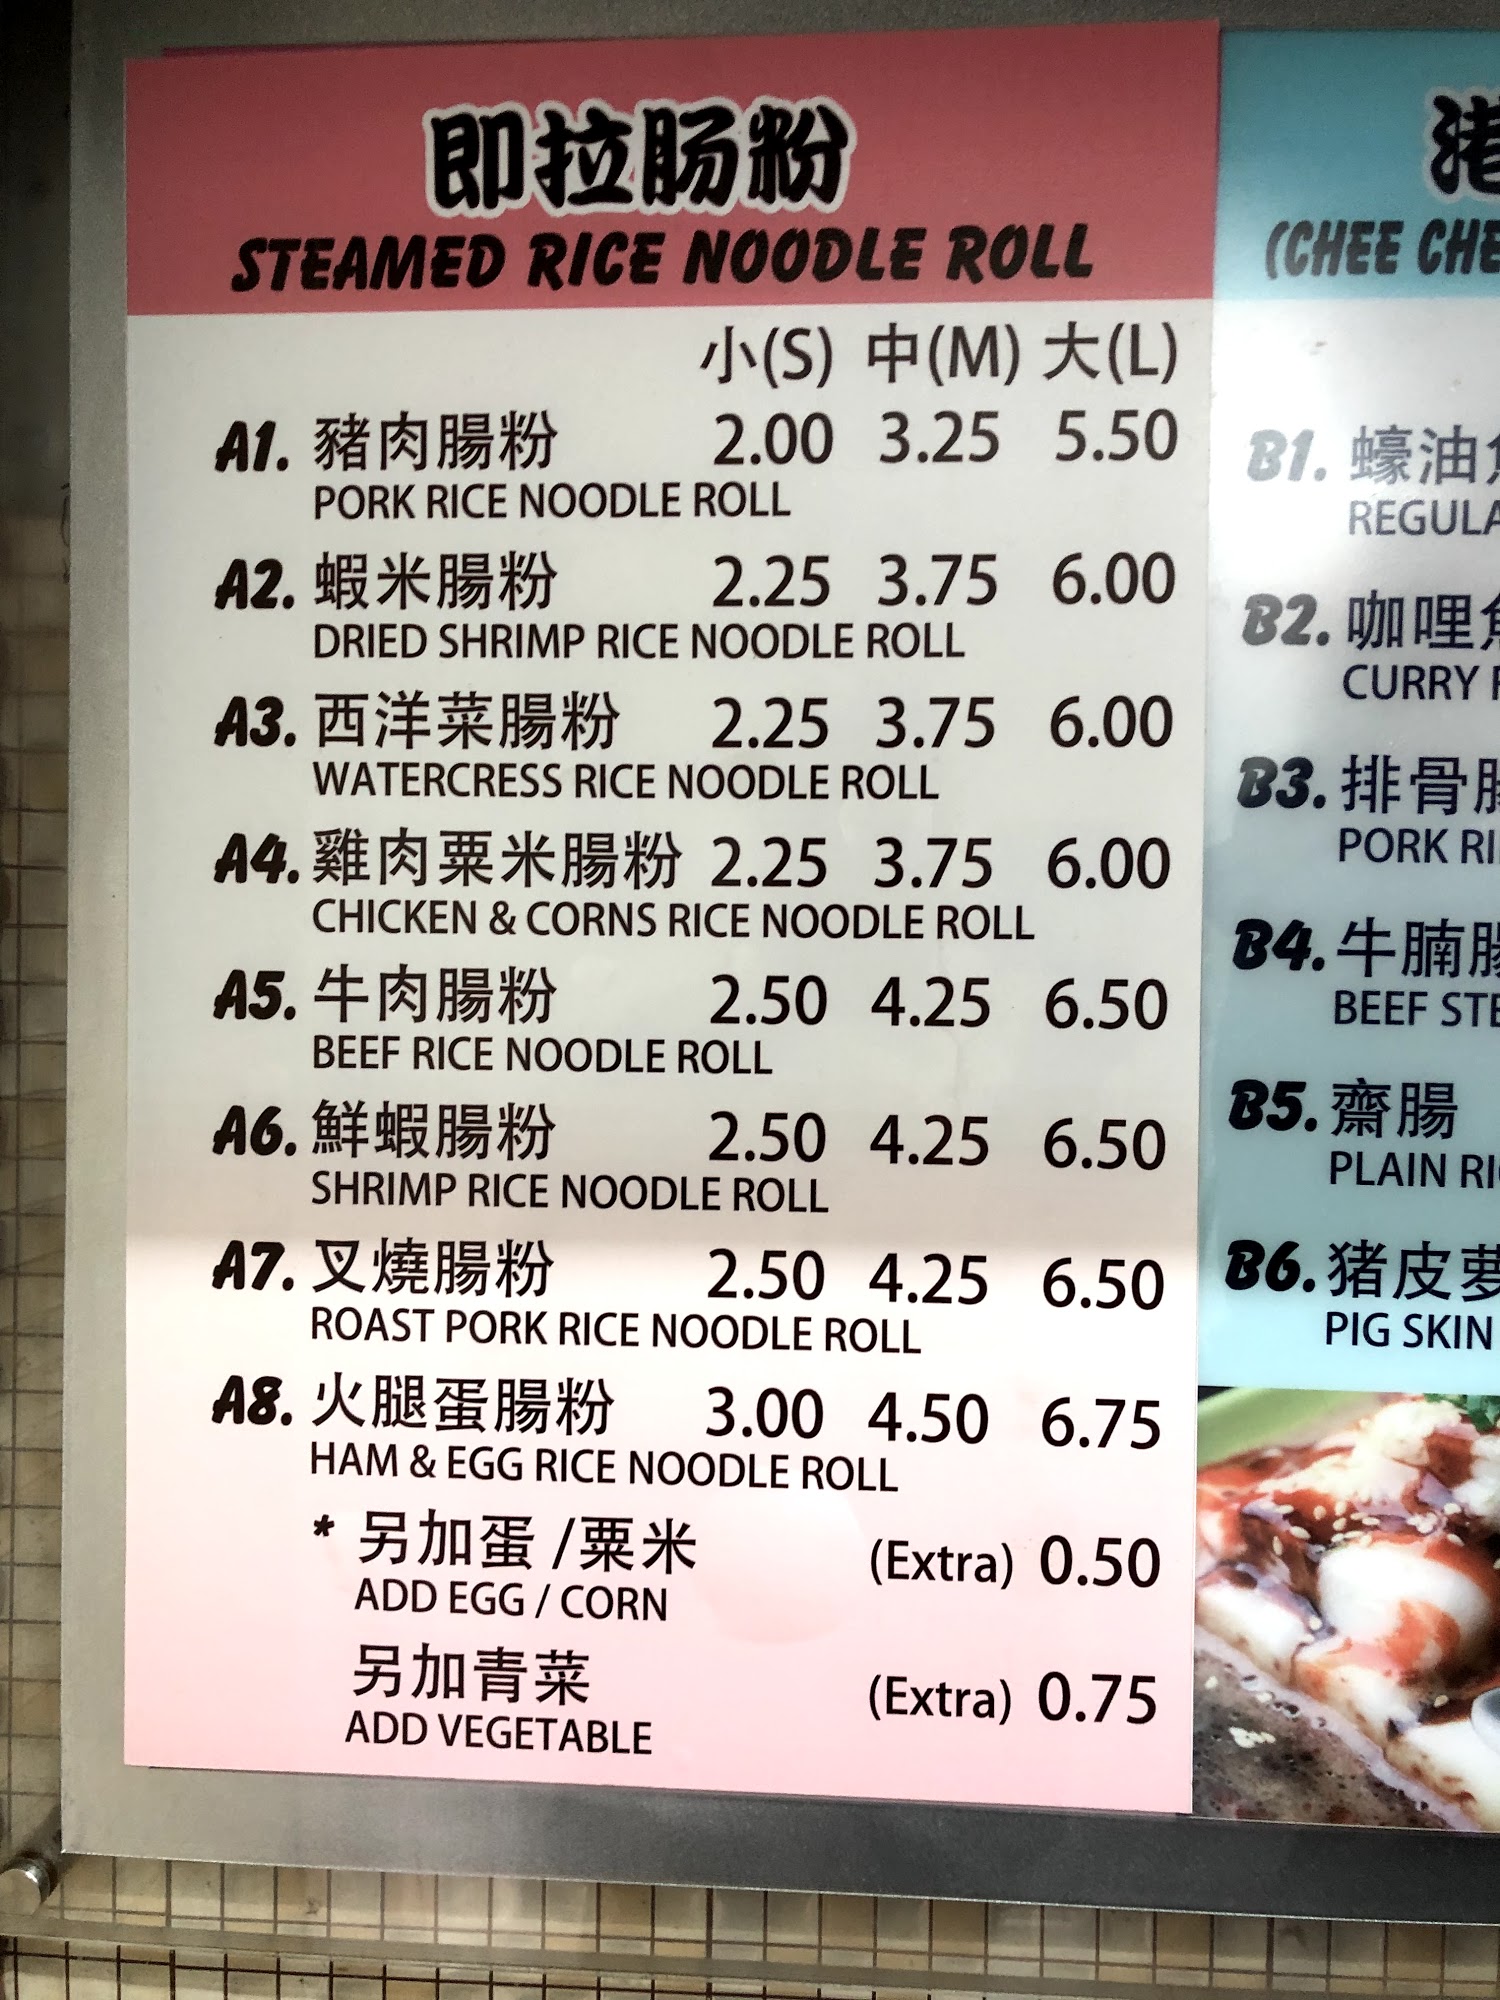 即拉肠粉
STEAMED RICE NOODLE ROLL
小(S) 中(M) 大(L)
A1. 豬肉腸粉 2.00 3.25 5.50
PORK RICE NOODLE ROLL
A2. 蝦米腸粉 2.25 3.75 6.00
DRIED SHRIMP RICE NOODLE ROLL
A3. 西洋菜腸粉 2.25 3.75 6.00
WATERCRESS RICE NOODLE ROLL
A4. 雞肉粟米腸粉 2.25 3.75 6.00
CHICKEN & CORNS RICE NOODLE ROLL
A5. 牛肉腸粉 2.50 4.25 6.50
BEEF RICE NOODLE ROLL
A6. 鮮蝦腸粉 2.50 4.25 6.50
SHRIMP RICE NOODLE ROLL
A7. 叉燒腸粉 2.50 4.25 6.50
ROAST PORK RICE NOODLE ROLL
A8. 火腿蛋腸粉 3.00 4.50 6.75
HAM & EGG RICE NOODLE ROLL
* 另加蛋 /粟米 (Extra) 0.50
ADD EGG / CORN
另加青菜 (Extra) 0.75
ADD VEGETABLE
港
(CHEE
B1. 蠔油
B2. 咖哩
CURRY
B3. 排骨
PORK
B4. 牛腩
BEEF
B5. 齋腸
PLAIN
B6. 猪皮
PIG SKIN